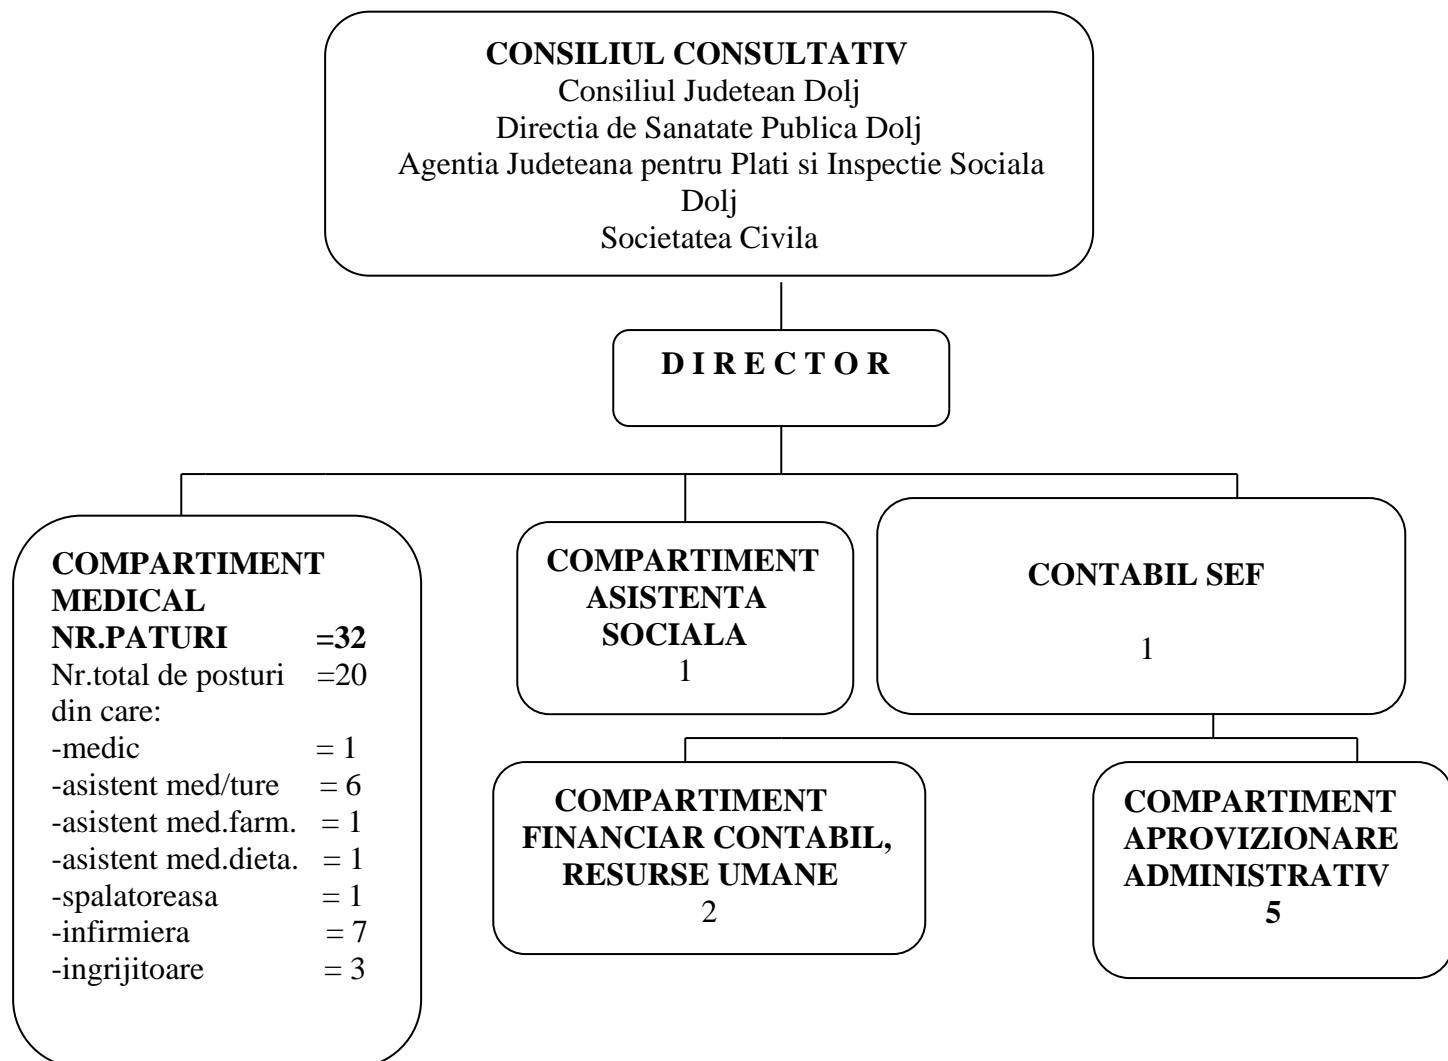 CONSILIUL CONSULTATIV
Consiliul Judetean Dolj
Directia de Sanatate Publica Dolj
Agentia Judeteana pentru Plati si Inspectie Sociala
Dolj
Societatea Civila
D I R E C T O R
COMPARTIMENT
MEDICAL
NR.PATURI =32
Nr.total de posturi =20
din care:
-medic = 1
-asistent med/ture = 6
-asistent med.farm. = 1
-asistent med.dieta. = 1
-spalatoreasa = 1
-infirmiera = 7
-ingrijitoare = 3
COMPARTIMENT
ASISTENTA
SOCIALA
1
CONTABIL SEF
1
COMPARTIMENT
FINANCIAR CONTABIL,
RESURSE UMANE
2
COMPARTIMENT
APROVIZIONARE
ADMINISTRATIV
5